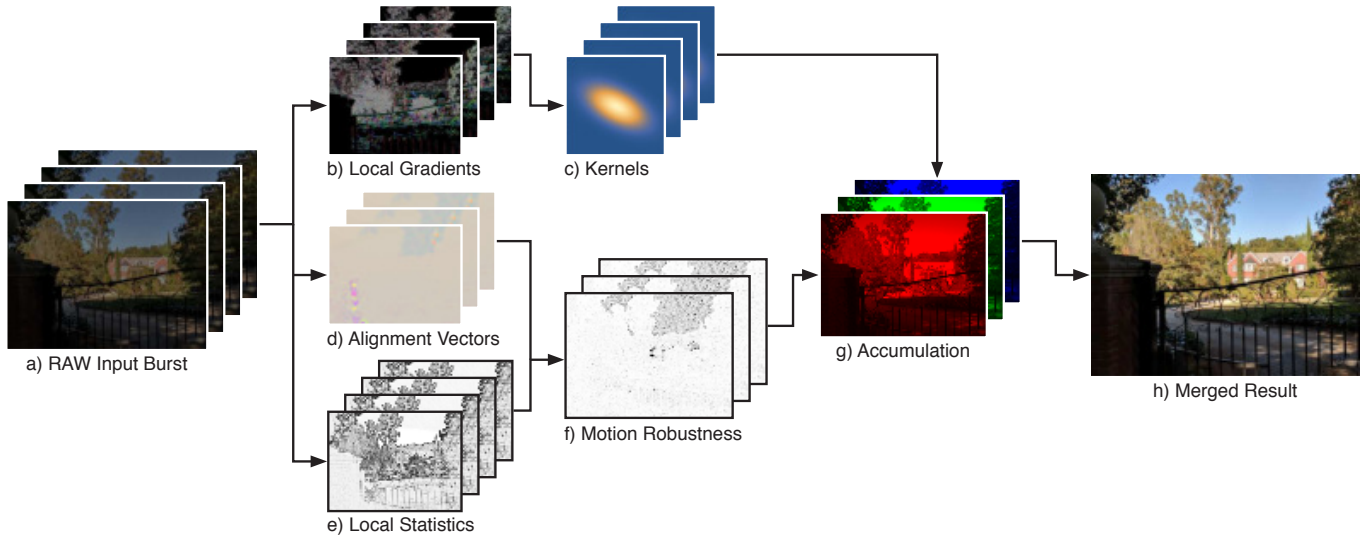 b) Local Gradients
c) Kernels
a) RAW Input Burst
d) Alignment Vectors
g) Accumulation
h) Merged Result
f) Motion Robustness
e) Local Statistics